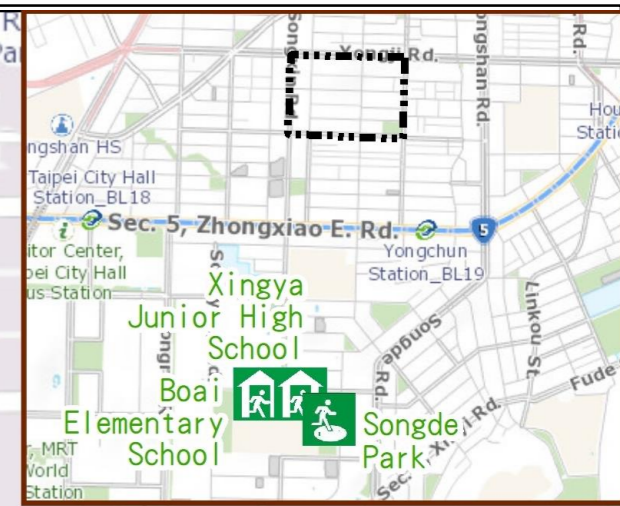 R
Pa
Songxin Rd.
Yongji Rd.
ongshan Rd.
Rd.
Hou
Statio
ngshan HS
Taipei City Hall
Station_BL18
Sec. 5, Zhongxiao E. Rd.
5
i
itor Center,
pei City Hall
us Station
Yongchun
Station_BL19
Xingya
Junior High
School
Songde
Rd.
Linkou St.
Fude
Boai
Elementary
School
Songde
Park
, MRT
World
Station
Sec.
Rd.